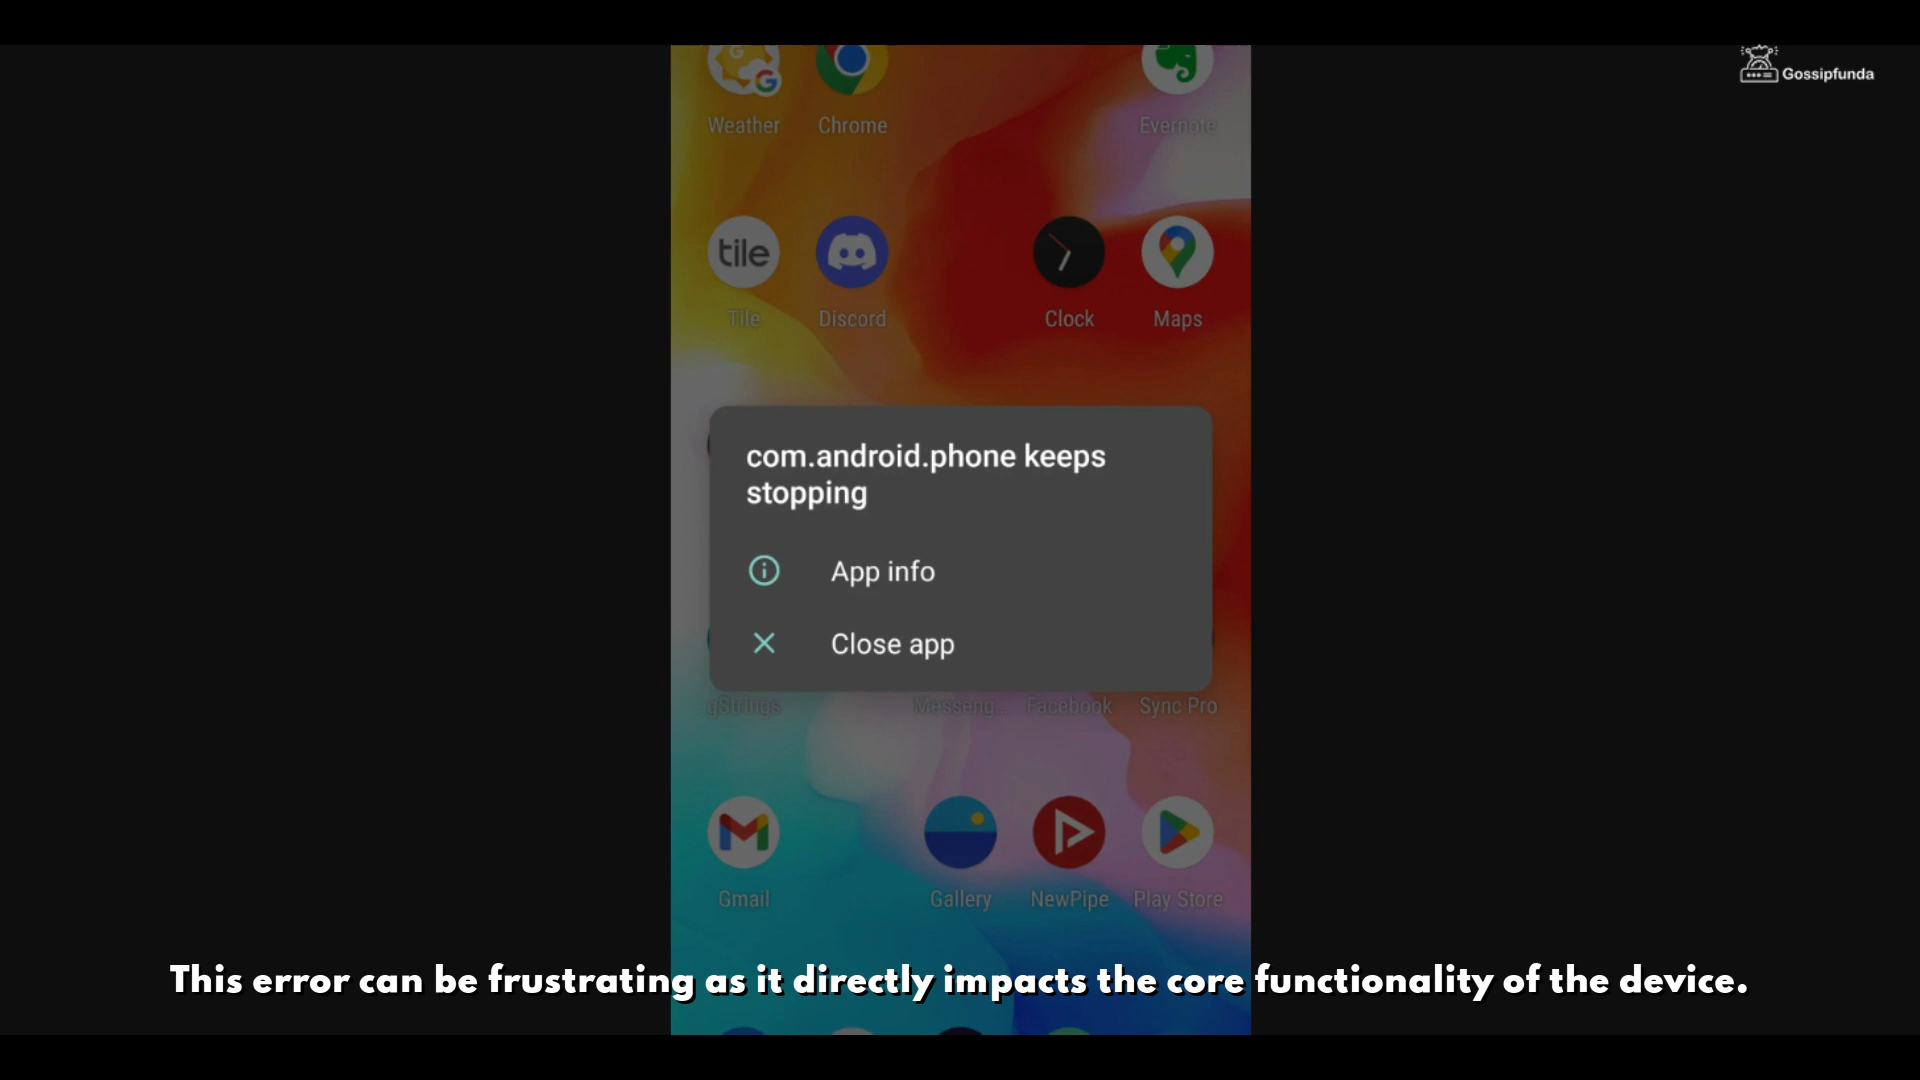 Gossipfunda
G
Weather Chrome Evernote
tile
Tile Discord Clock Maps
com.android.phone keeps
stopping
App info
Close app
gStrings Messeng... Facebook Sync Pro
Gmail Gallery NewPipe Play Store
This error can be frustrating as it directly impacts the core functionality of the device.